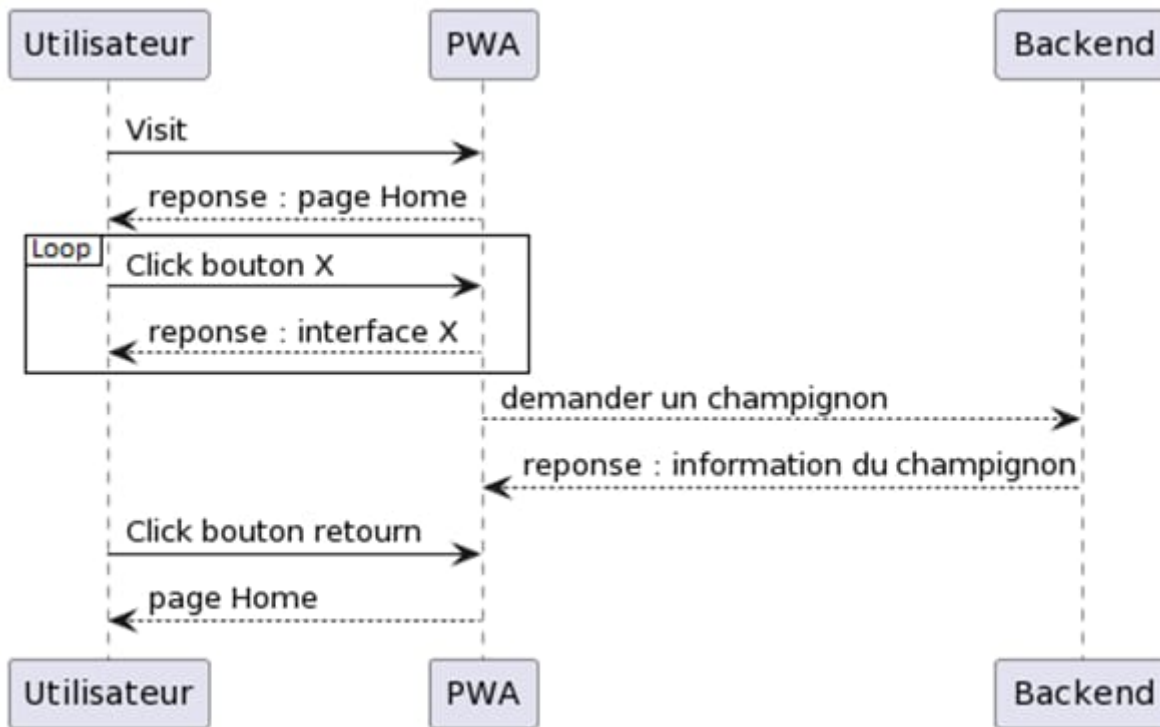 Utilisateur PWA Backend
Visit
reponse : page Home
Loop
Click bouton X
reponse : interface X
demander un champignon
reponse : information du champignon
Click bouton retourn
page Home
Utilisateur PWA Backend